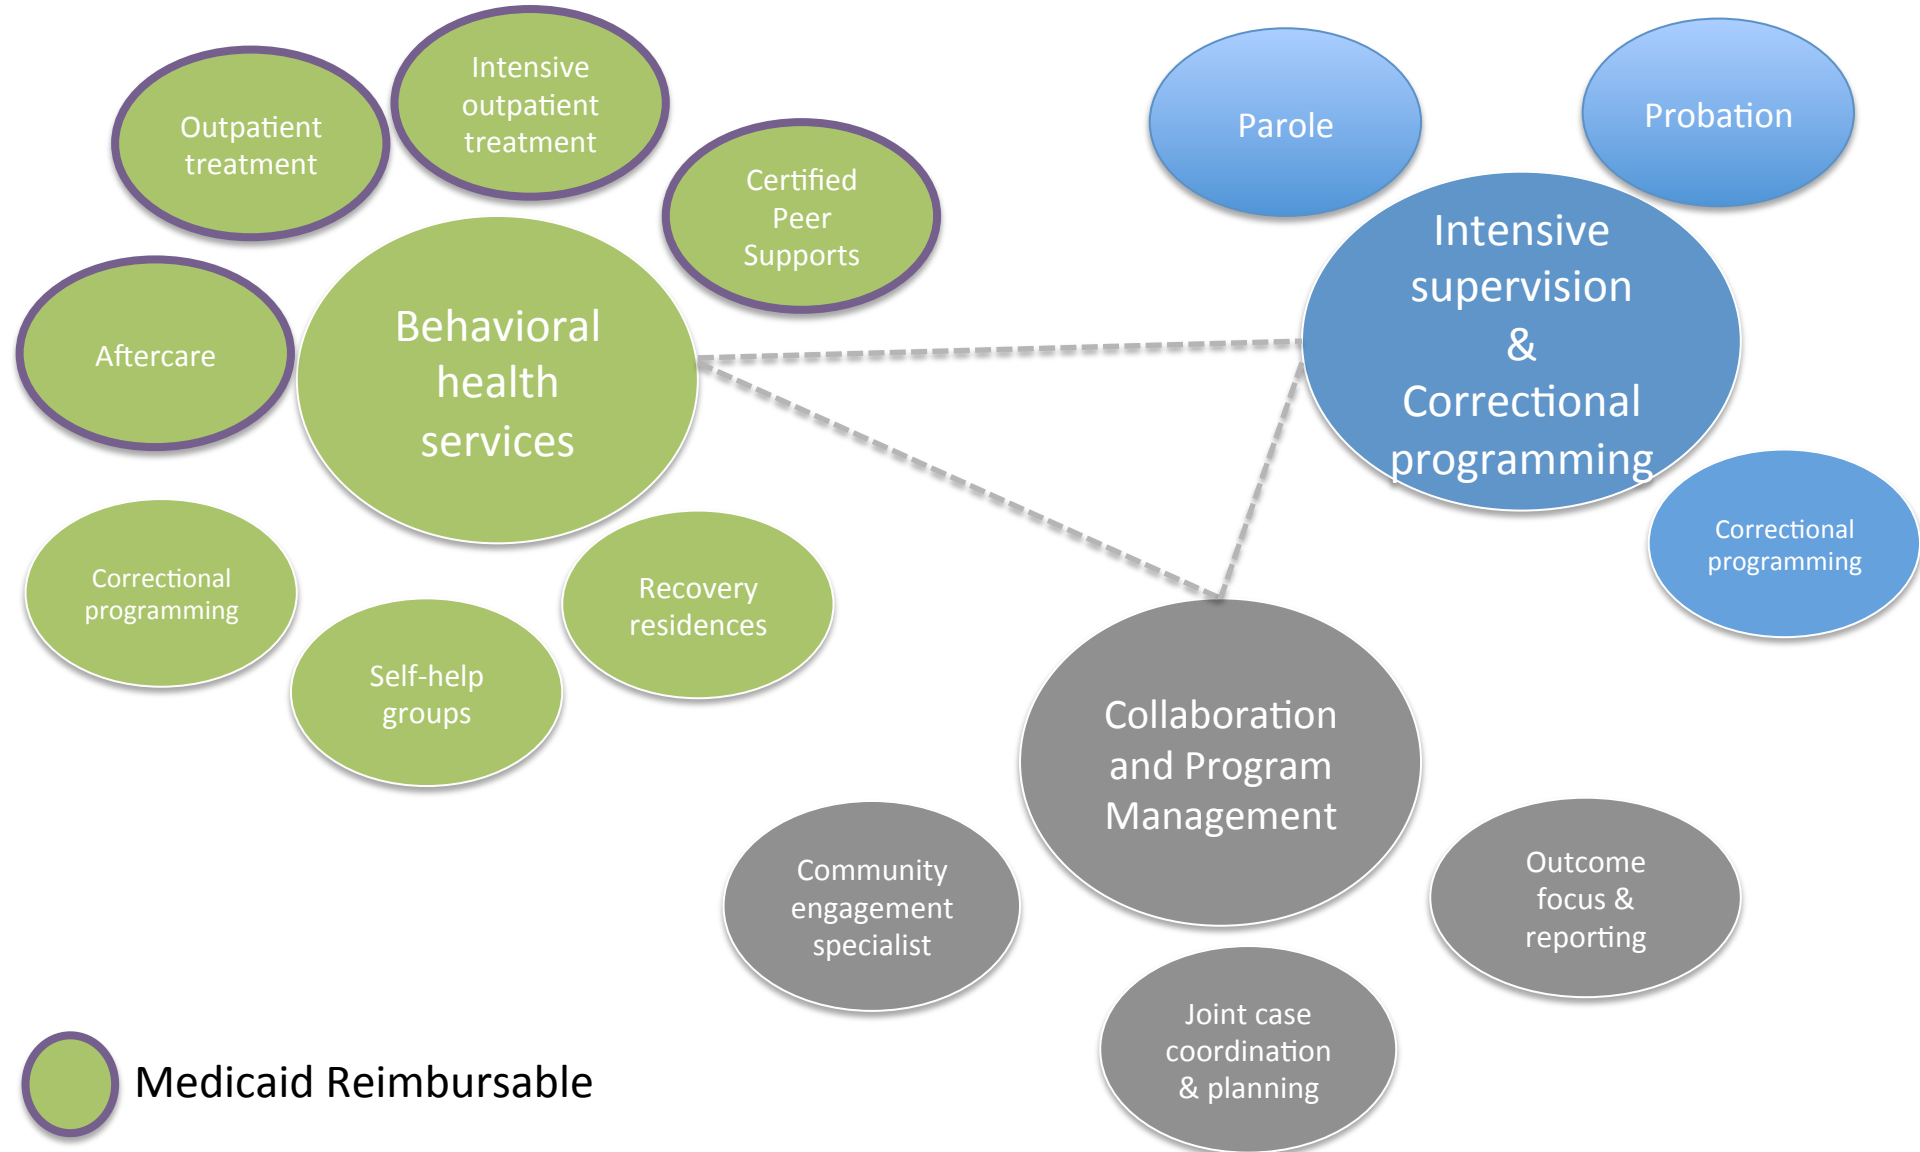 Outpatient
treatment
Intensive
outpatient
treatment
Certified
Peer
Supports
Aftercare
Behavioral
health
services
Correctional
programming
Self-help
groups
Recovery
residences
Parole
Probation
Intensive
supervision
&
Correctional
programming
Correctional
programming
Collaboration
and Program
Management
Community
engagement
specialist
Joint case
coordination
& planning
Outcome
focus &
reporting
Medicaid Reimbursable